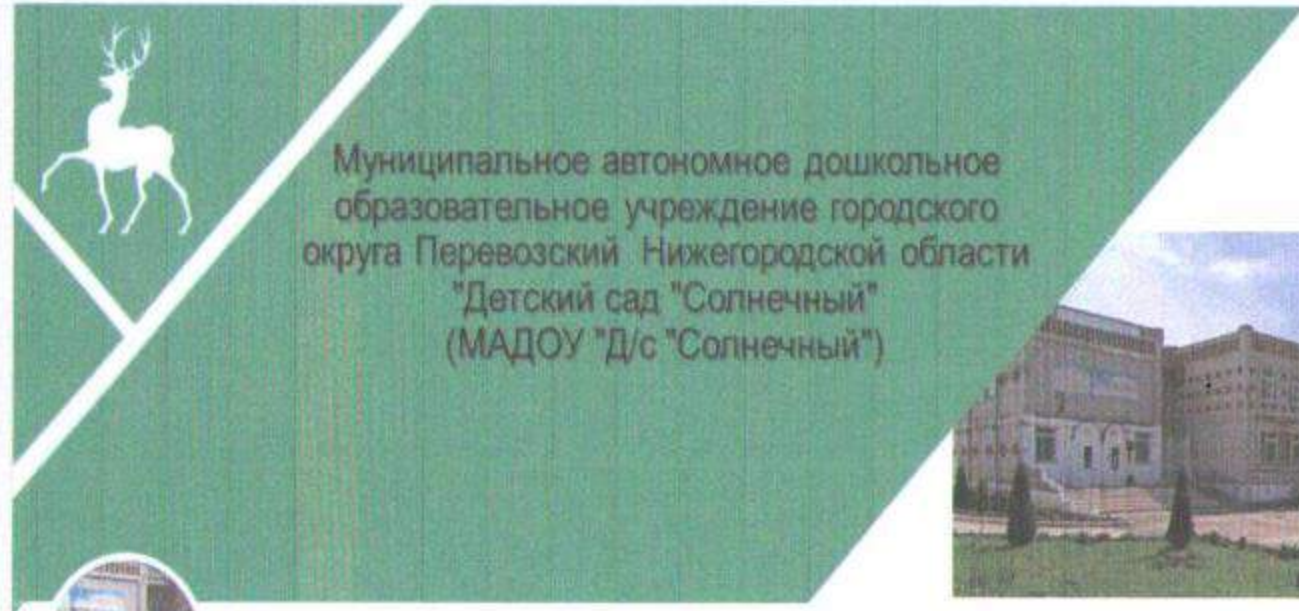 Муниципальное автономное дошкольное
образовательное учреждение городского
округа Перевозский Нижегородской области
"Детский сад "Солнечный"
(МАДОУ "Д/с "Солнечный")